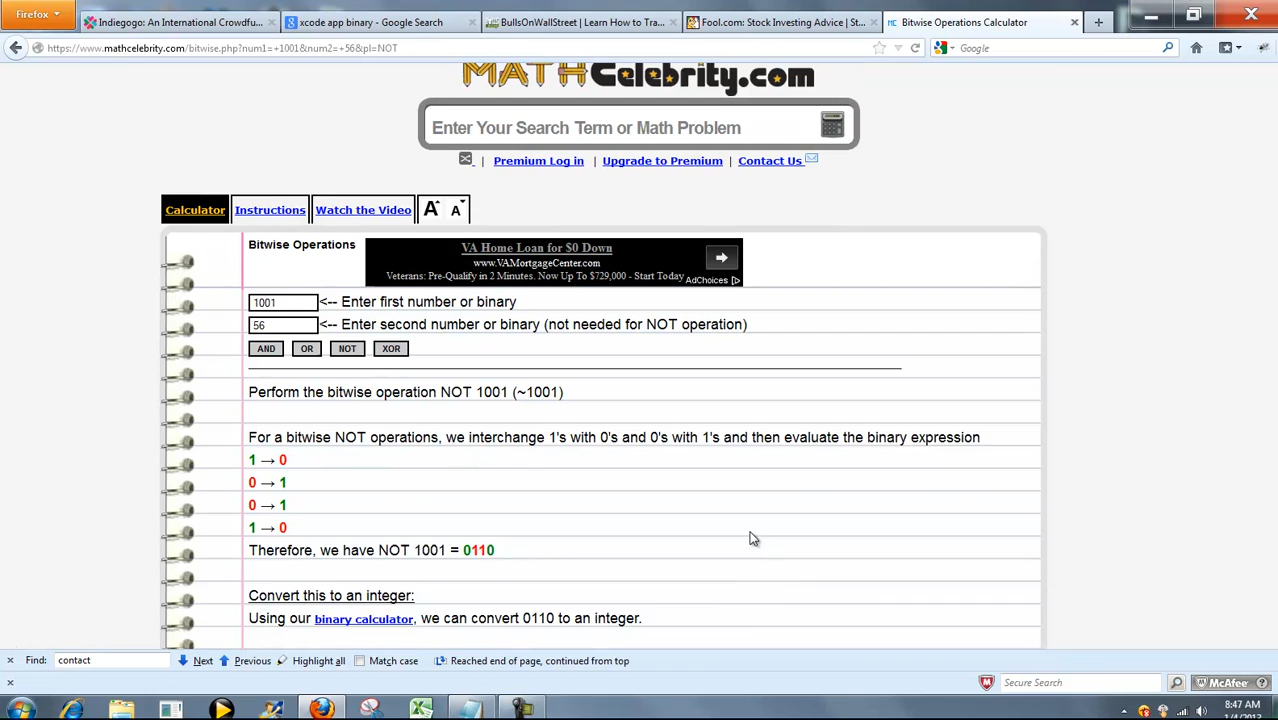 Firefox
Indiegogo: An International Crowdfu...
xcode app binary - Google Search
BullsOnWallStreet | Learn How to Tra...
Fool.com: Stock Investing Advice | St...
MC Bitwise Operations Calculator
https://www.mathcelebrity.com/bitwise.php?num1=+1001&num2=+56&pl=NOT
Google
MATHCelebrity.com
Enter Your Search Term or Math Problem
| Premium Log in | Upgrade to Premium | Contact Us
Calculator Instructions Watch the Video A A
Bitwise Operations
VA Home Loan for $0 Down
www.VAMortgageCenter.com
Veterans: Pre-Qualify in 2 Minutes. Now Up To $729,000 - Start Today
AdChoices
1001 <-- Enter first number or binary
56 <-- Enter second number or binary (not needed for NOT operation)
AND OR NOT XOR
Perform the bitwise operation NOT 1001 (~1001)
For a bitwise NOT operations, we interchange 1's with 0's and 0's with 1's and then evaluate the binary expression
1 → 0
0 → 1
0 → 1
1 → 0
Therefore, we have NOT 1001 = 0110
Convert this to an integer:
Using our binary calculator, we can convert 0110 to an integer.
× Find: contact Next Previous Highlight all Match case Reached end of page, continued from top
× Secure Search McAfee
8:47 AM
1/4/2013